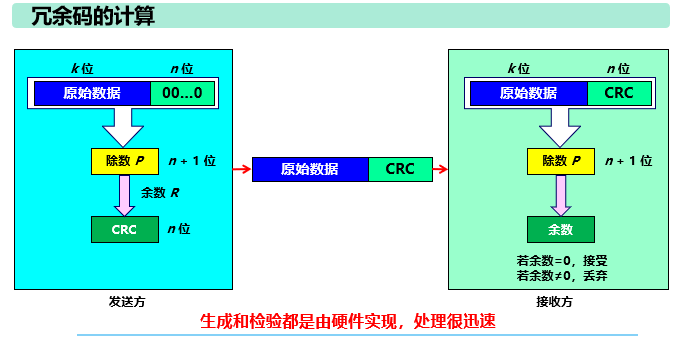 冗余码的计算
k 位 n 位
原始数据 00…0
除数 P n + 1 位
余数 R
CRC n 位
发送方
原始数据 CRC
k 位 n 位
原始数据 CRC
除数 P n + 1 位
余数
若余数=0，接受
若余数≠0，丢弃
接收方
生成和检验都是由硬件实现，处理很迅速